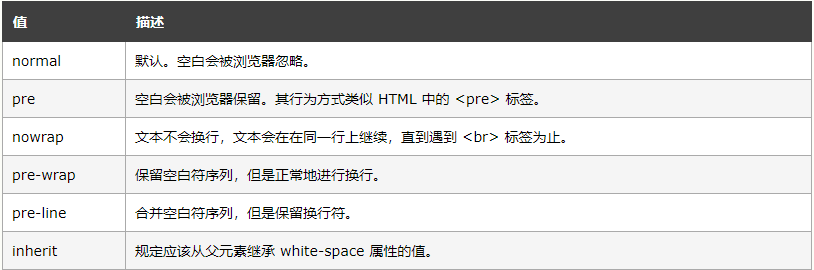 值 描述
normal 默认。空白会被浏览器忽略。
pre 空白会被浏览器保留。其行为方式类似 HTML 中的 <pre> 标签。
nowrap 文本不会换行，文本会在在同一行上继续，直到遇到 <br> 标签为止。
pre-wrap 保留空白符序列，但是正常地进行换行。
pre-line 合并空白符序列，但是保留换行符。
inherit 规定应该从父元素继承 white-space 属性的值。